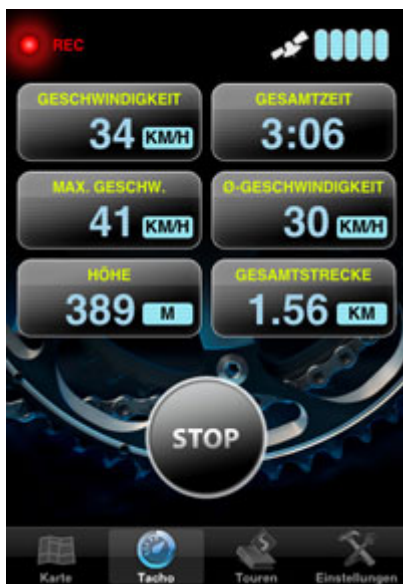 REC
GESCHWINDIGKEIT
34 KM/H
GESAMTZEIT
3:06
MAX. GESCHW.
41 KM/H
Ø-GESCHWINDIGKEIT
30 KM/H
HÖHE
389 M
GESAMTSTRECKE
1.56 KM
STOP
Karte
Tacho
Touren
Einstellungen